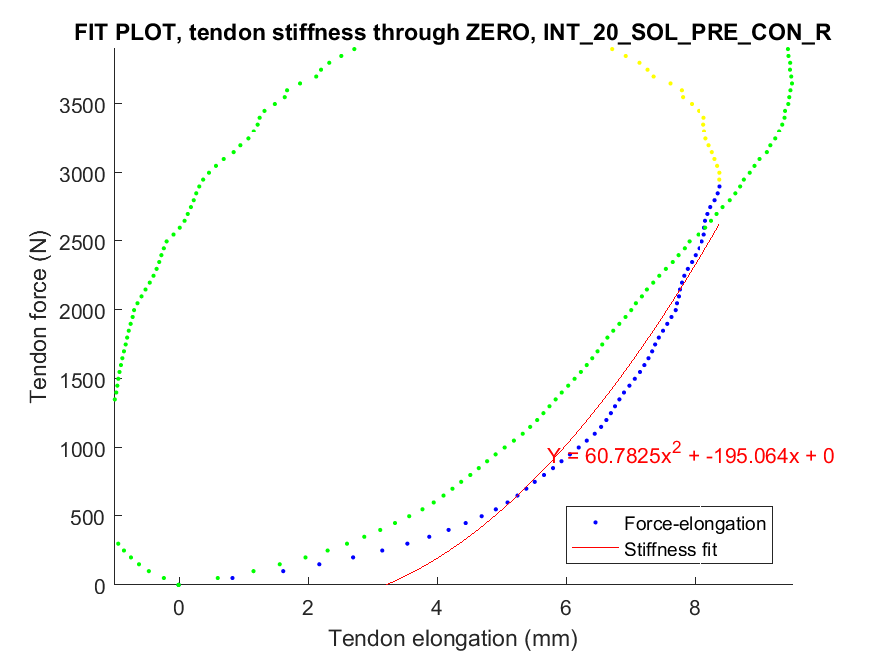 FIT PLOT, tendon stiffness through ZERO, INT_20_SOL_PRE_CON_R
Tendon force (N)
3500
3000
2500
2000
1500
1000
500
0
Y = 60.7825x² + -195.064x + 0
Force-elongation
Stiffness fit
0 2 4 6 8
Tendon elongation (mm)